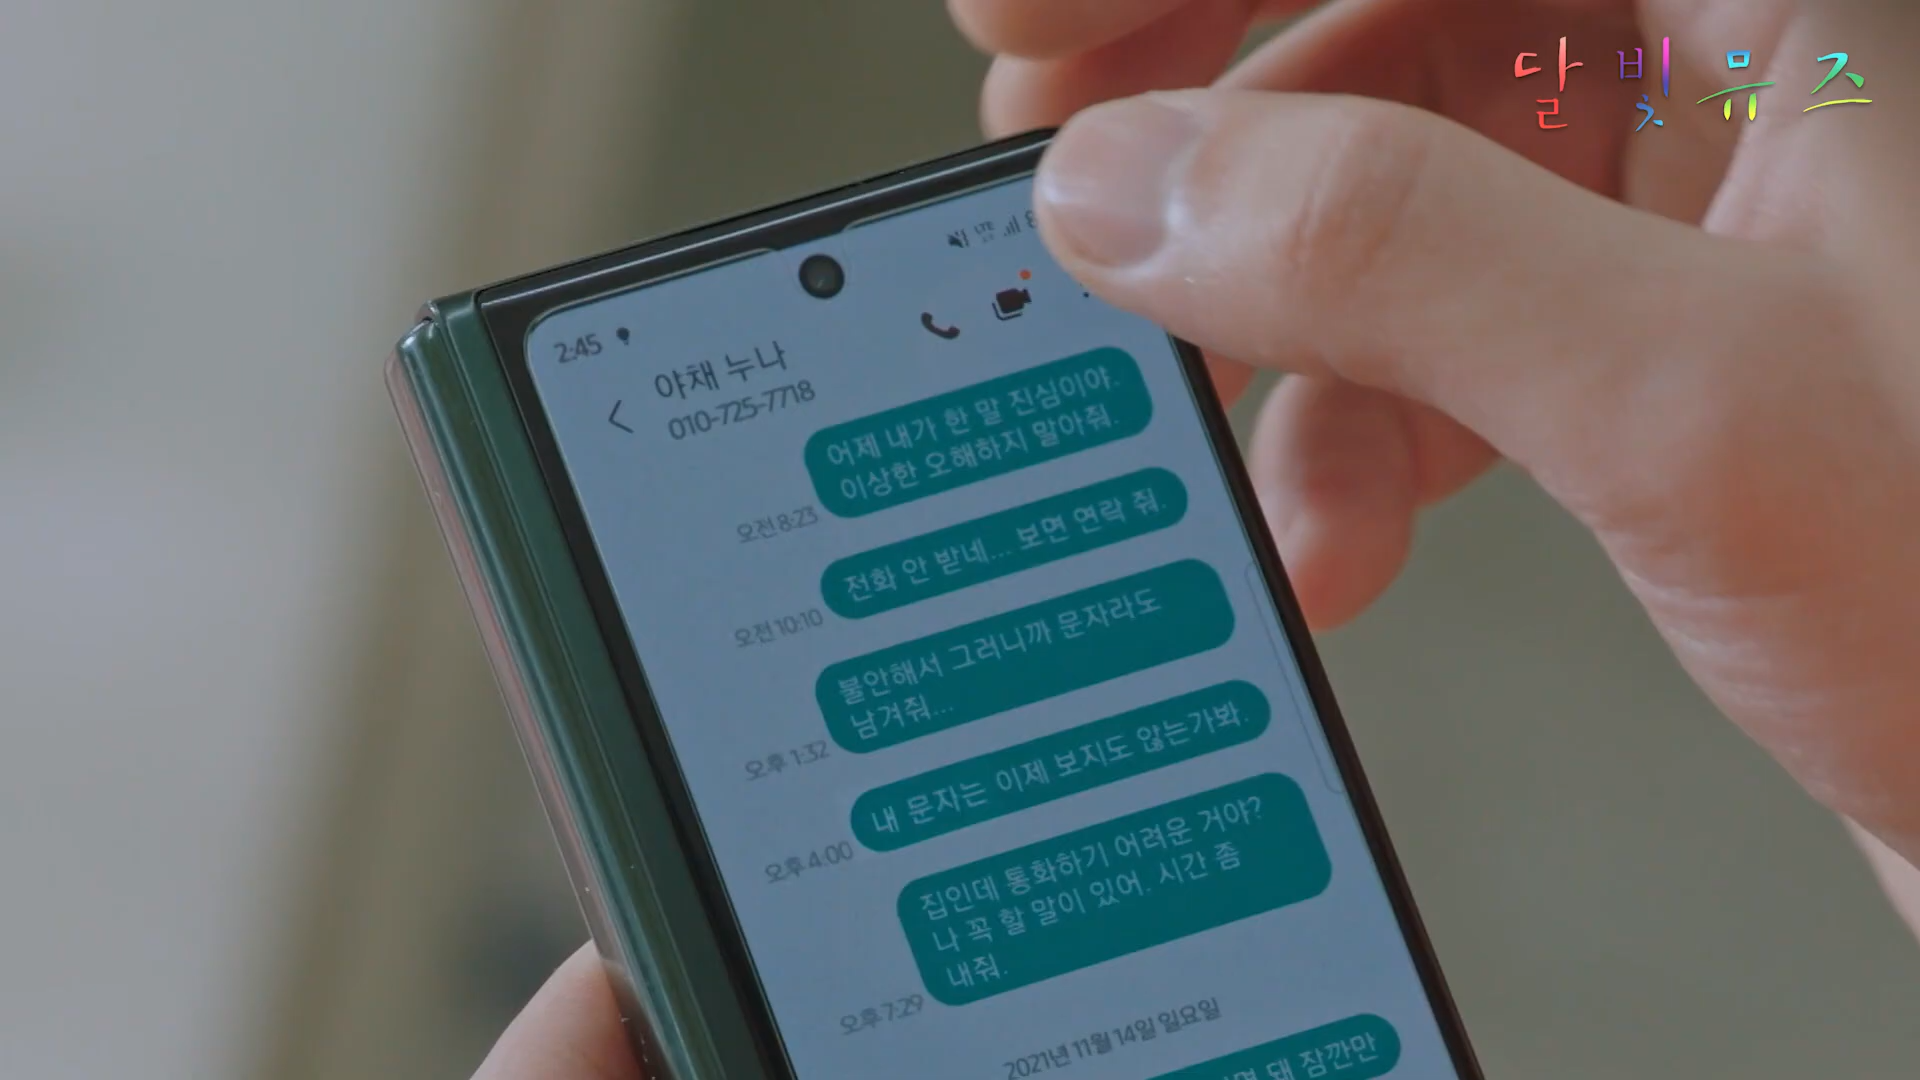 달빛뮤즈
2:45
LTE
야채 누나
010-725-7718
어제 내가 한 말 진심이야.
이상한 오해하지 말아줘.
오전 8:23
전화 안 받네... 보면 연락 줘.
오전 10:10
불안해서 그러니까 문자라도
남겨줘...
오후 1:32
내 문자는 이제 보지도 않는가봐.
오후 4:00
집인데 통화하기 어려운 거야?
나 꼭 할 말이 있어. 시간 좀
내줘.
오후 7:29
2021년 11월 14일 일요일
돼 잠깐만